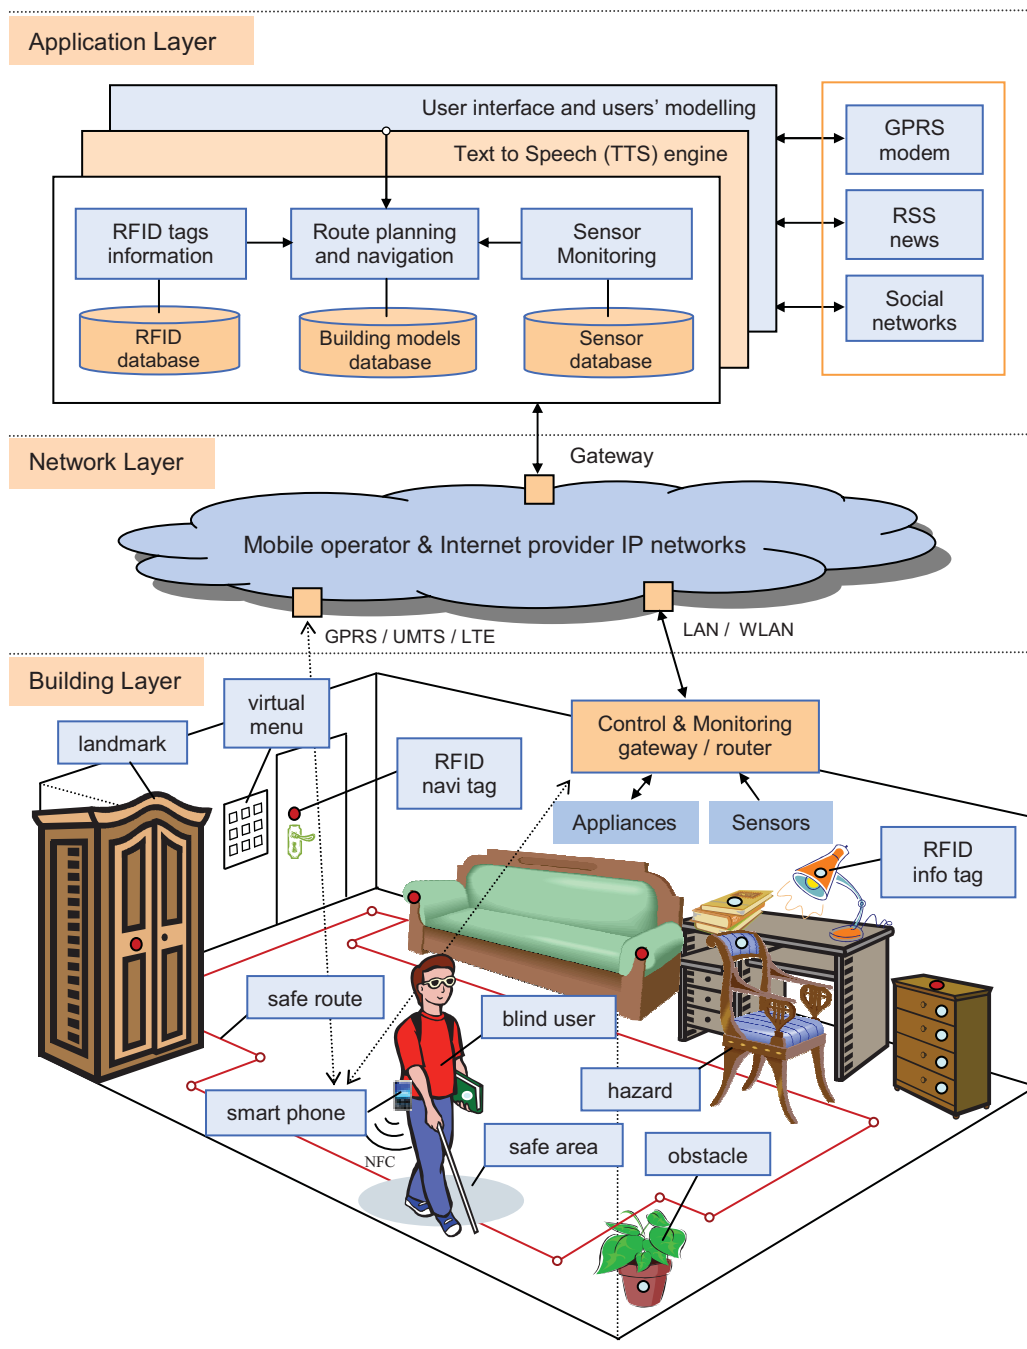 Application Layer
User interface and users' modelling
Text to Speech (TTS) engine
RFID tags
information
Route planning
and navigation
Sensor
Monitoring
RFID
database
Building models
database
Sensor
database
GPRS
modem
RSS
news
Social
networks
Network Layer
Gateway
Mobile operator & Internet provider IP networks
GPRS / UMTS / LTE
LAN / WLAN
Building Layer
landmark
virtual
menu
RFID
navi tag
Control & Monitoring
gateway / router
Appliances
Sensors
RFID
info tag
safe route
blind user
smart phone
NFC
hazard
safe area
obstacle